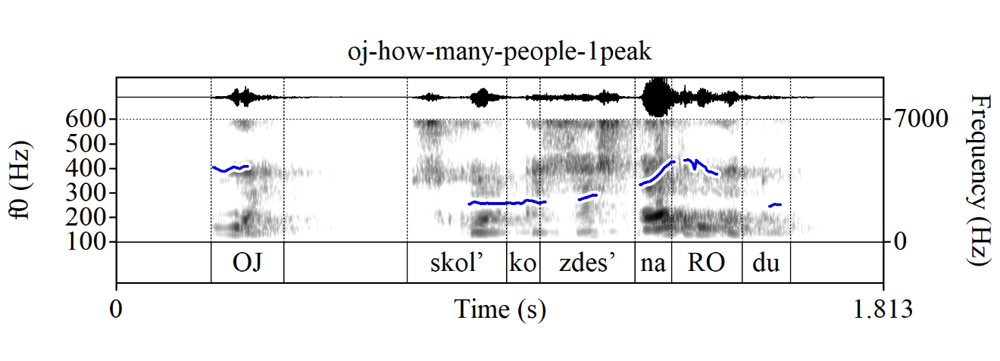 oj-how-many-people-1peak
600
500
400
300
200
100
f0 (Hz)
7000
0
Frequency (Hz)
OJ skol’ ko zdes’ na RO du
0 Time (s) 1.813